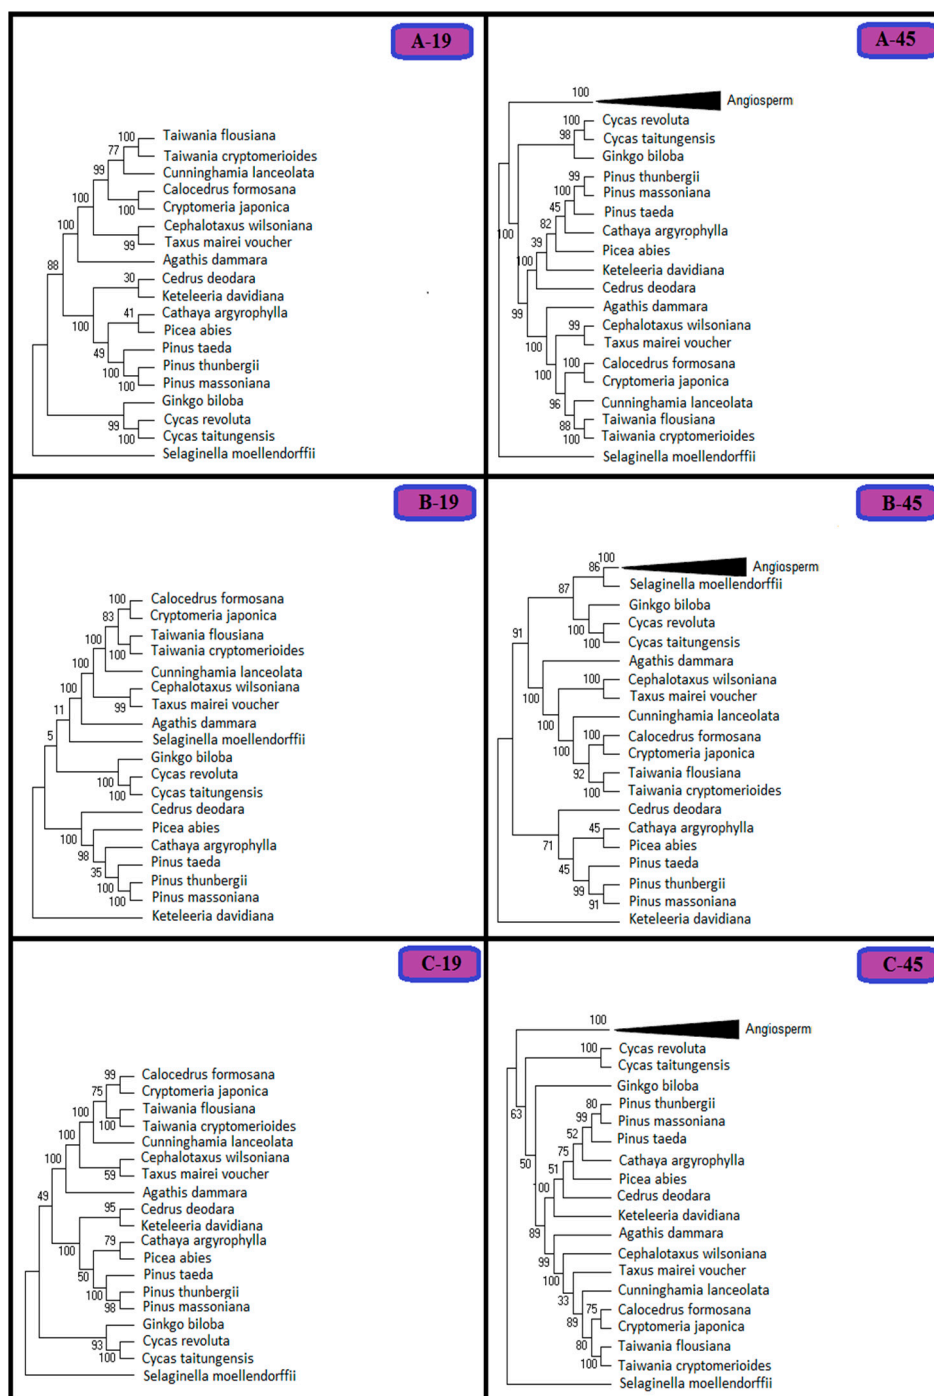 A-19
100
Taiwania flousiana
77
Taiwania cryptomerioides
99
Cunninghamia lanceolata
100
Calocedrus formosana
100
Cryptomeria japonica
100
Cephalotaxus wilsoniana
99
Taxus mairei voucher
88
Agathis dammara
30
Cedrus deodara
Keteleeria davidiana
100
41
Cathaya argyrophylla
Picea abies
49
Pinus taeda
100
Pinus thunbergii
100
Pinus massoniana
Ginkgo biloba
99
Cycas revoluta
100
Cycas taitungensis
Selaginella moellendorffii
A-45
100
Angiosperm
100
Cycas revoluta
98
Cycas taitungensis
Ginkgo biloba
99
Pinus thunbergii
100
Pinus massoniana
45
Pinus taeda
82
Cathaya argyrophylla
100
39
Picea abies
100
Keteleeria davidiana
Cedrus deodara
99
Agathis dammara
99
Cephalotaxus wilsoniana
100
Taxus mairei voucher
100
100
Calocedrus formosana
Cryptomeria japonica
96
Cunninghamia lanceolata
88
Taiwania flousiana
100
Taiwania cryptomerioides
Selaginella moellendorffii
B-19
100
Calocedrus formosana
83
Cryptomeria japonica
100
Taiwania flousiana
100
Taiwania cryptomerioides
100
Cunninghamia lanceolata
100
Cephalotaxus wilsoniana
99
Taxus mairei voucher
11
Agathis dammara
5
Selaginella moellendorffii
Ginkgo biloba
100
Cycas revoluta
100
Cycas taitungensis
Cedrus deodara
100
Picea abies
98
Cathaya argyrophylla
35
Pinus taeda
100
Pinus thunbergii
100
Pinus massoniana
Keteleeria davidiana
B-45
100
Angiosperm
86
Selaginella moellendorffii
87
Ginkgo biloba
91
100
Cycas revoluta
100
Cycas taitungensis
Agathis dammara
100
Cephalotaxus wilsoniana
100
Taxus mairei voucher
100
Cunninghamia lanceolata
100
100
Calocedrus formosana
Cryptomeria japonica
92
Taiwania flousiana
100
Taiwania cryptomerioides
Cedrus deodara
45
Cathaya argyrophylla
71
Picea abies
45
Pinus taeda
99
Pinus thunbergii
91
Pinus massoniana
Keteleeria davidiana
C-19
99
Calocedrus formosana
75
Cryptomeria japonica
100
Taiwania flousiana
100
Taiwania cryptomerioides
100
Cunninghamia lanceolata
100
Cephalotaxus wilsoniana
59
Taxus mairei voucher
49
Agathis dammara
95
Cedrus deodara
Keteleeria davidiana
100
79
Cathaya argyrophylla
Picea abies
50
Pinus taeda
100
Pinus thunbergii
98
Pinus massoniana
Ginkgo biloba
93
Cycas revoluta
100
Cycas taitungensis
Selaginella moellendorffii
C-45
100
Angiosperm
100
Cycas revoluta
Cycas taitungensis
Ginkgo biloba
63
80
Pinus thunbergii
99
Pinus massoniana
52
Pinus taeda
75
Cathaya argyrophylla
50
51
Picea abies
100
Cedrus deodara
Keteleeria davidiana
89
Agathis dammara
99
Cephalotaxus wilsoniana
100
Taxus mairei voucher
33
Cunninghamia lanceolata
75
Calocedrus formosana
89
Cryptomeria japonica
80
Taiwania flousiana
100
Taiwania cryptomerioides
Selaginella moellendorffii